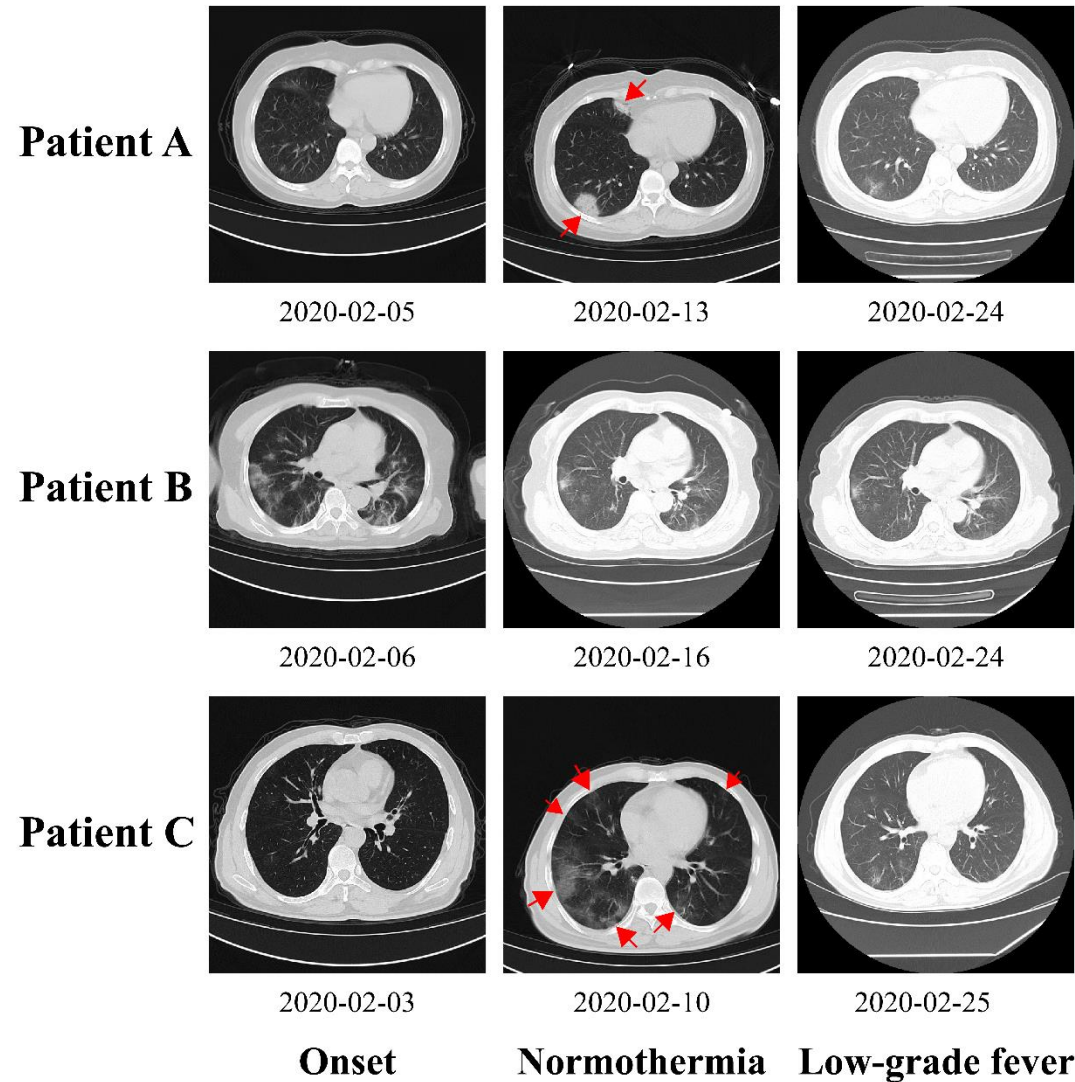 Patient A
2020-02-05 2020-02-13 2020-02-24
Patient B
2020-02-06 2020-02-16 2020-02-24
Patient C
2020-02-03 2020-02-10 2020-02-25
Onset Normothermia Low-grade fever